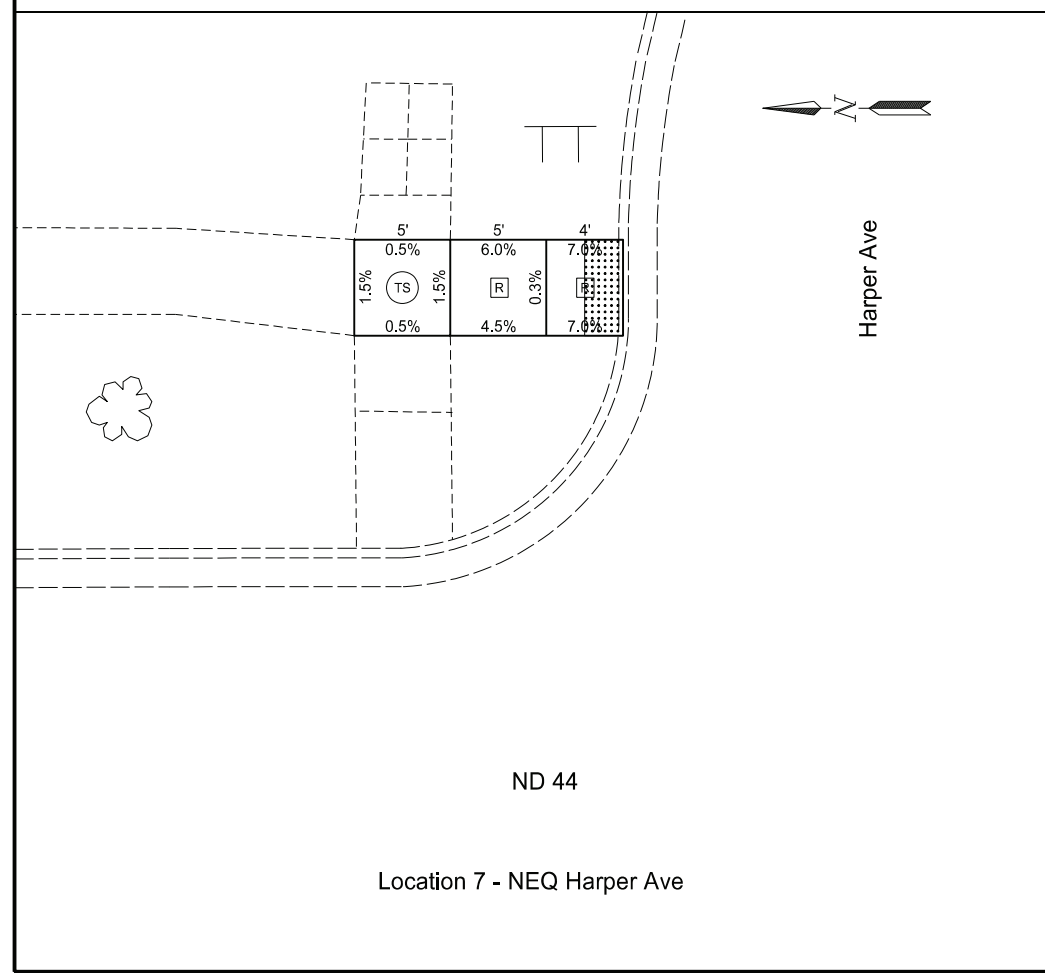 N
Harper Ave
5' 5' 4'
0.5% 6.0% 7.0%
1.5% TS 1.5% R 0.3% R
0.5% 4.5% 7.0%
ND 44
Location 7 - NEQ Harper Ave